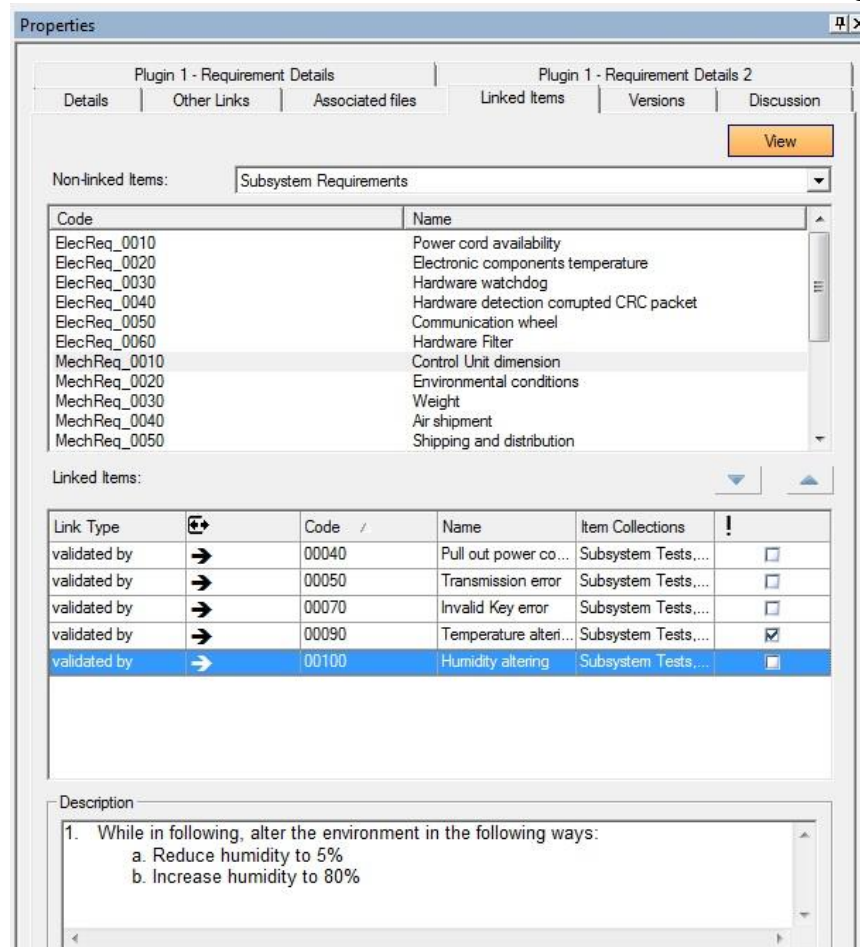 Properties
Plugin 1 - Requirement Details Plugin 1 - Requirement Details 2
Details Other Links Associated files Linked Items Versions Discussion
View
Non-linked Items: Subsystem Requirements
Code Name
ElecReq_0010 Power cord availability
ElecReq_0020 Electronic components temperature
ElecReq_0030 Hardware watchdog
ElecReq_0040 Hardware detection corrupted CRC packet
ElecReq_0050 Communication wheel
ElecReq_0060 Hardware Filter
MechReq_0010 Control Unit dimension
MechReq_0020 Environmental conditions
MechReq_0030 Weight
MechReq_0040 Air shipment
MechReq_0050 Shipping and distribution
Linked Items:
Link Type Code Name Item Collections !
validated by 00040 Pull out power co... Subsystem Tests,...
validated by 00050 Transmission error Subsystem Tests,...
validated by 00070 Invalid Key error Subsystem Tests,...
validated by 00090 Temperature alteri... Subsystem Tests,...
validated by 00100 Humidity altering Subsystem Tests,...
Description
1. While in following, alter the environment in the following ways:
a. Reduce humidity to 5%
b. Increase humidity to 80%